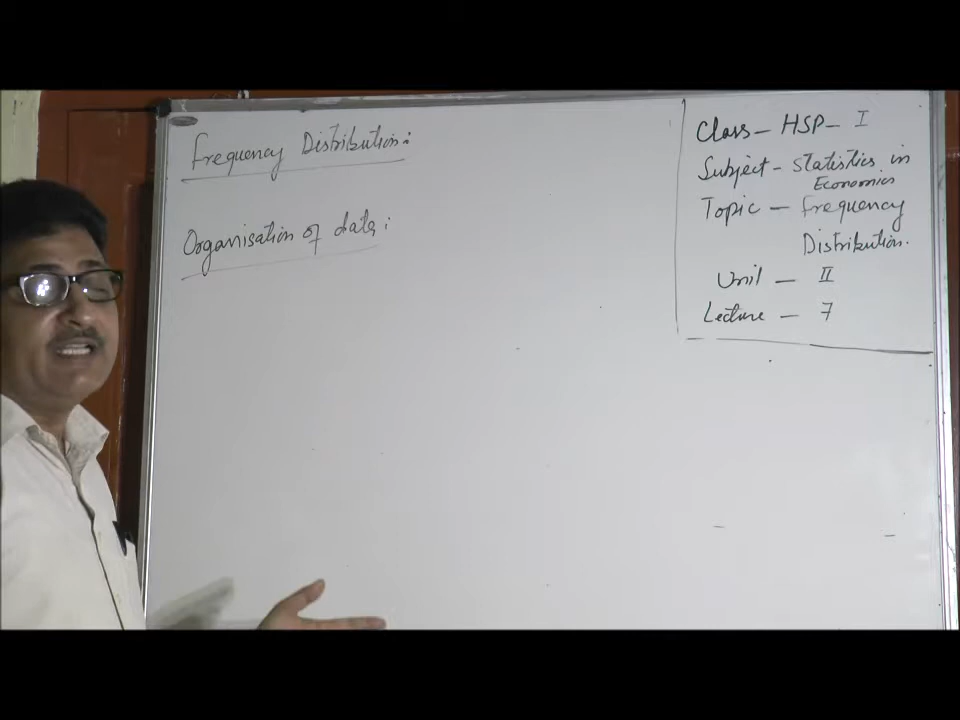 Frequency Distribution:
Organisation of data:
Class - HSP - I
Subject - Statistics in
Economics
Topic - Frequency
Distribution.
Unit - II
Lecture - 7